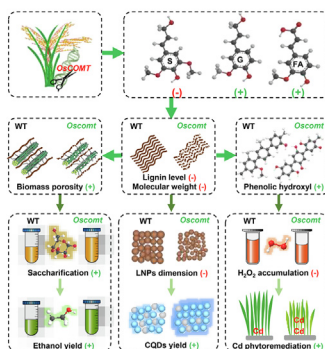 OsCOMT
S
G
FA
(-)
(+)
(+)
WT Oscomt
Biomass porosity (+)
WT Oscomt
Lignin level (-)
Molecular weight (-)
WT Oscomt
Phenolic hydroxyl (+)
WT Oscomt
Saccharification (+)
Ethanol yield (+)
WT Oscomt
LNPs dimension (-)
CQDs yield (+)
WT Oscomt
H₂O₂ accumulation (-)
Cd
Cd
Cd
Cd phytoremediation (+)